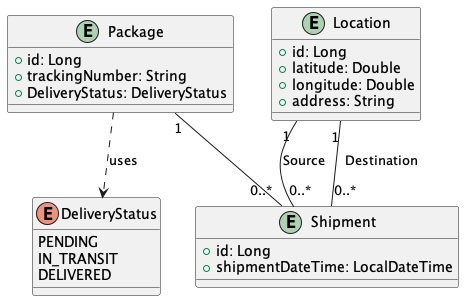 E Package
id: Long
trackingNumber: String
DeliveryStatus: DeliveryStatus
E Location
id: Long
latitude: Double
longitude: Double
address: String
1
uses
1
Source
1
Destination
0..*
0..*
0..*
E DeliveryStatus
PENDING
IN_TRANSIT
DELIVERED
E Shipment
id: Long
shipmentDateTime: LocalDateTime